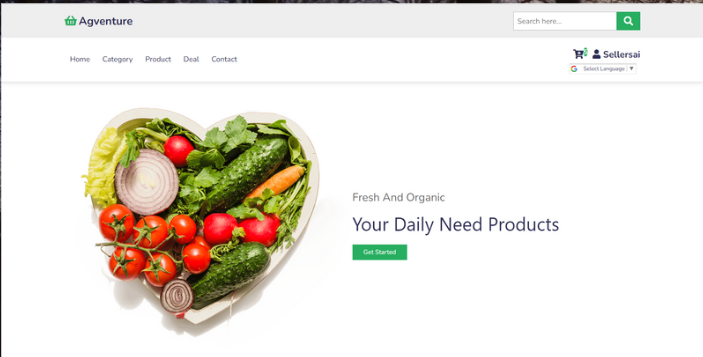 Agventure
Search here...
Home Category Product Deal Contact
Sellersai
Select Language ▼
Fresh And Organic
Your Daily Need Products
Get Started